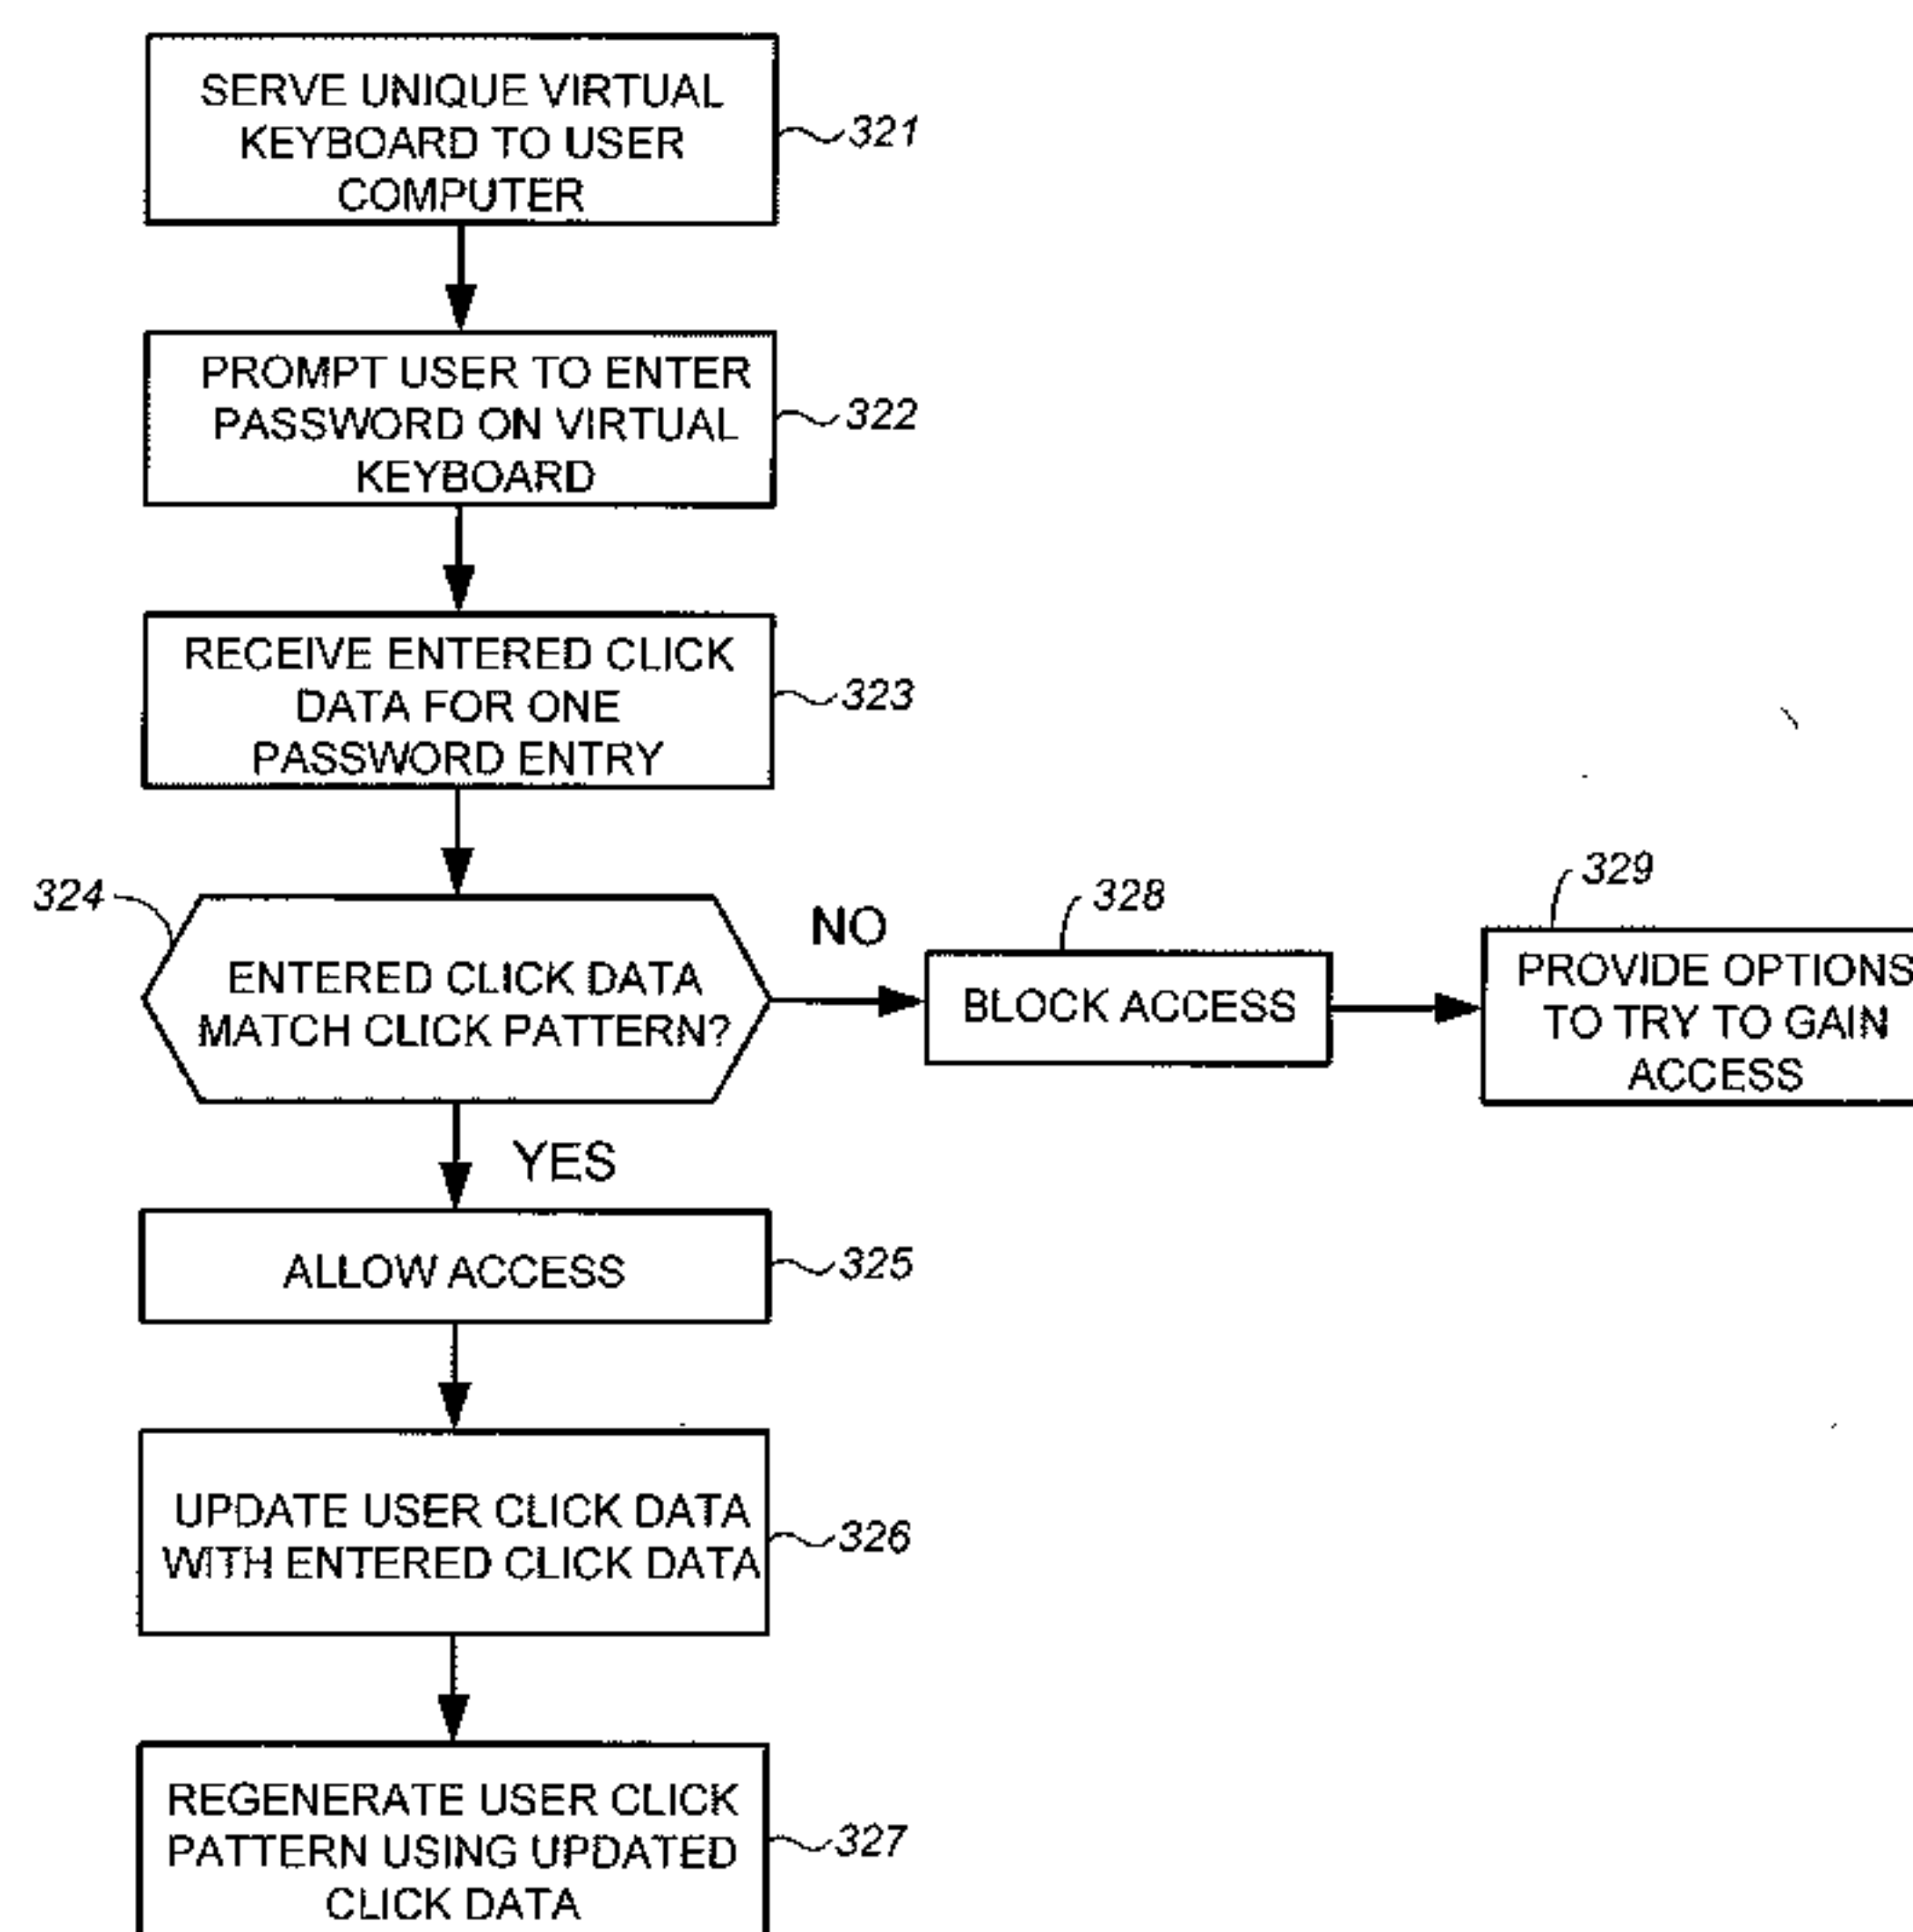 SERVE UNIQUE VIRTUAL
KEYBOARD TO USER
COMPUTER
321
PROMPT USER TO ENTER
PASSWORD ON VIRTUAL
KEYBOARD
322
RECEIVE ENTERED CLICK
DATA FOR ONE
PASSWORD ENTRY
323
324
ENTERED CLICK DATA
MATCH CLICK PATTERN?
NO
328
BLOCK ACCESS
329
PROVIDE OPTIONS
TO TRY TO GAIN
ACCESS
YES
ALLOW ACCESS
325
UPDATE USER CLICK DATA
WITH ENTERED CLICK DATA
326
REGENERATE USER CLICK
PATTERN USING UPDATED
CLICK DATA
327